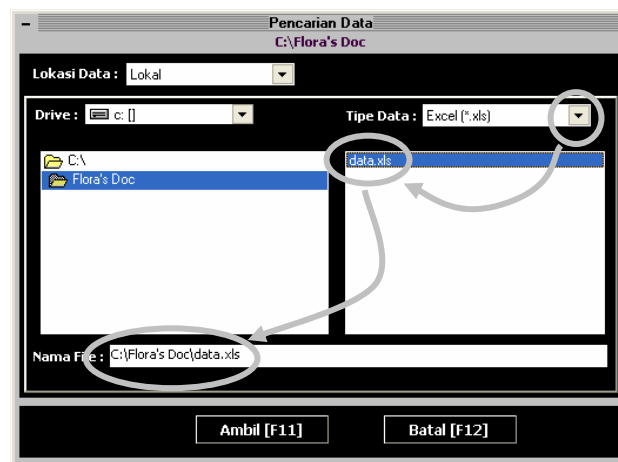 Pencarian Data
C:\Flora's Doc
Lokasi Data : Lokal
Drive : c: []
Tipe Data : Excel (*.xls)
C:\
Flora's Doc
data.xls
Nama File : C:\Flora's Doc\data.xls
Ambil [F11]
Batal [F12]